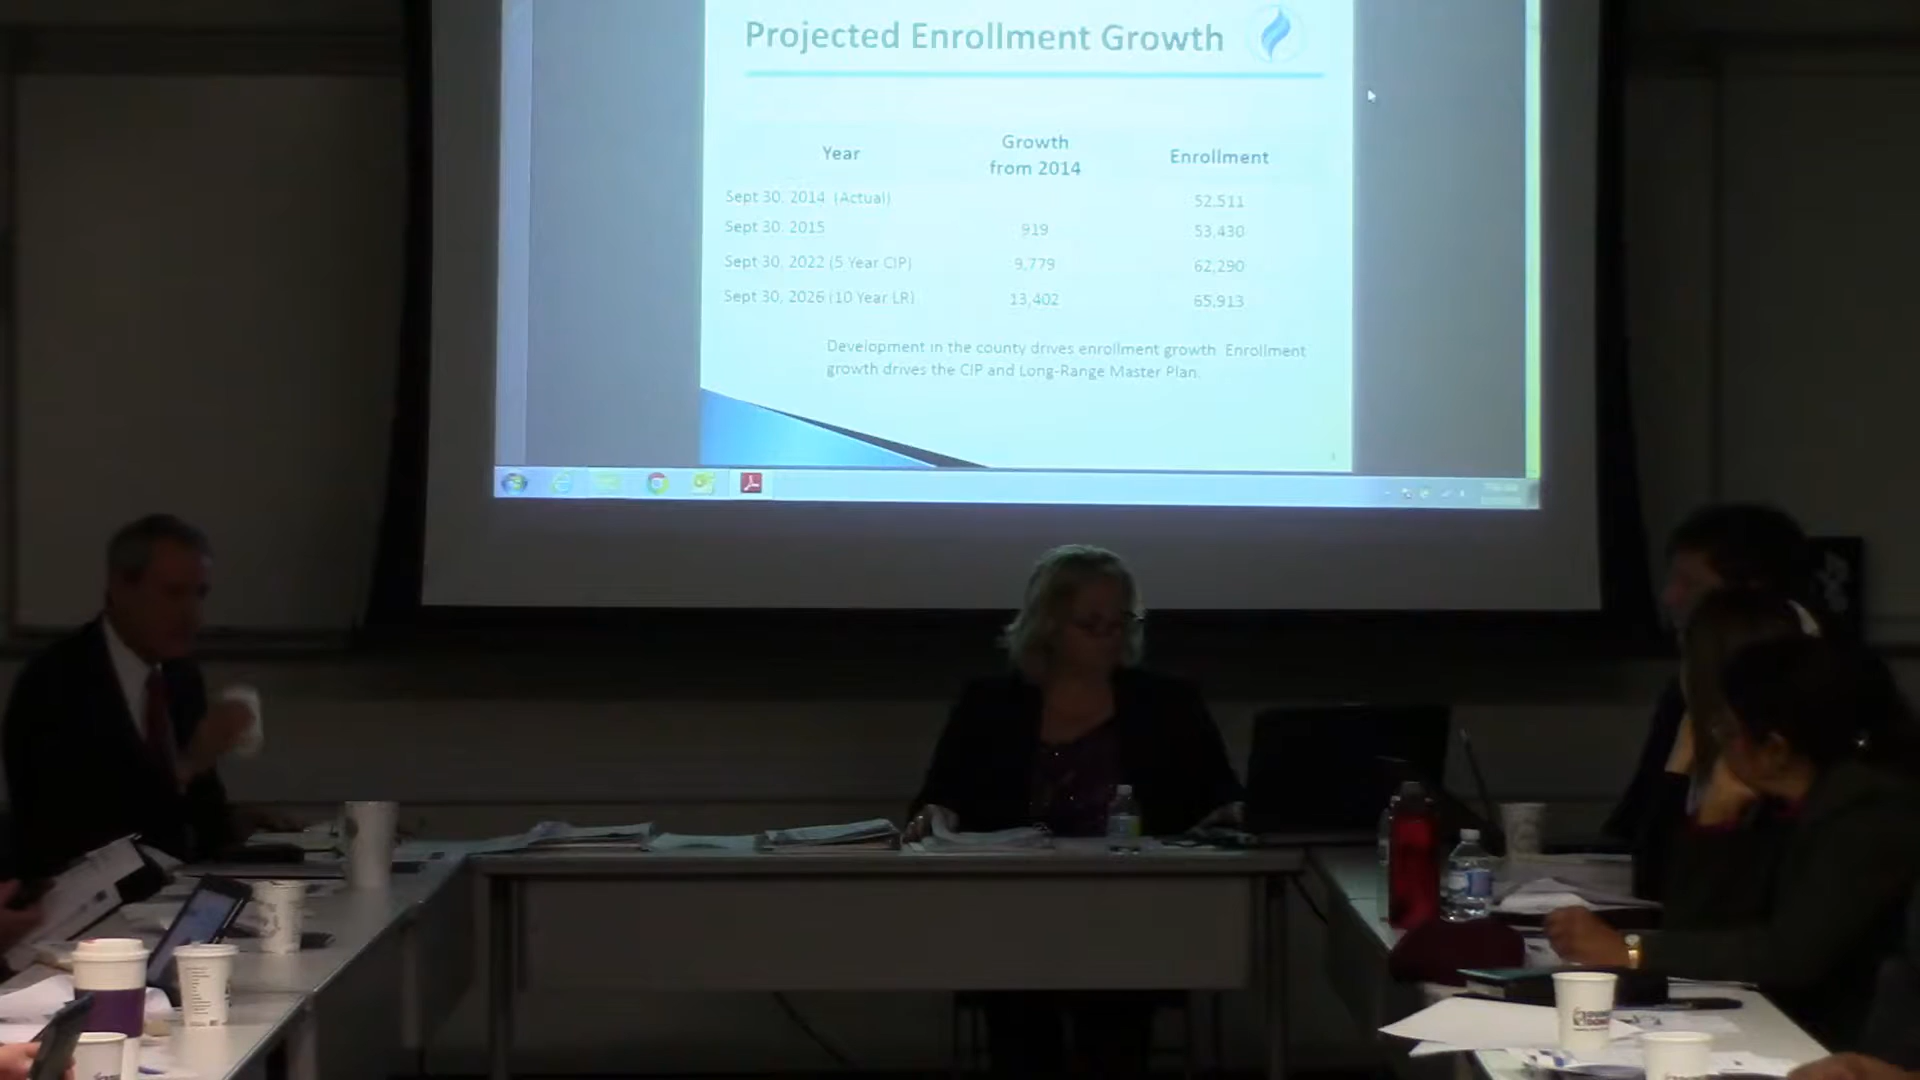 Projected Enrollment Growth
Year Growth from 2014 Enrollment
Sept 30, 2014 (Actual) 52,511
Sept 30, 2015 919 53,430
Sept 30, 2022 (5 Year CIP) 9,779 62,290
Sept 30, 2026 (10 Year LR) 13,402 65,913
Development in the county drives enrollment growth. Enrollment
growth drives the CIP and Long-Range Master Plan.